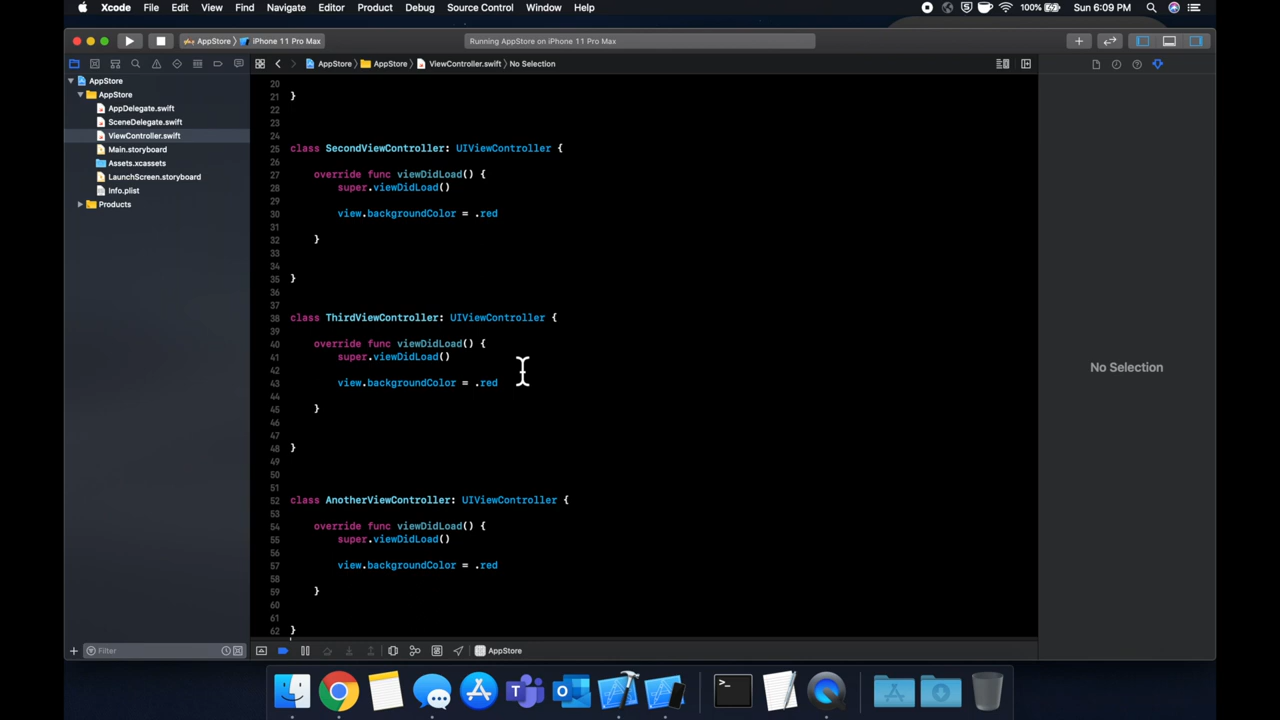 Xcode File Edit View Find Navigate Editor Product Debug Source Control Window Help 100% Sun 6:09 PM
AppStore iPhone 11 Pro Max Running AppStore on iPhone 11 Pro Max
AppStore AppStore ViewController.swift No Selection
AppStore
AppStore
AppDelegate.swift
SceneDelegate.swift
ViewController.swift
Main.storyboard
Assets.xcassets
LaunchScreen.storyboard
Info.plist
Products
20
21 }
22
23
24
25 class SecondViewController: UIViewController {
26
27 override func viewDidLoad() {
28 super.viewDidLoad()
29
30 view.backgroundColor = .red
31
32 }
33
34
35 }
36
37
38 class ThirdViewController: UIViewController {
39
40 override func viewDidLoad() {
41 super.viewDidLoad()
42
43 view.backgroundColor = .red
44
45 }
46
47
48 }
49
50
51
52 class AnotherViewController: UIViewController {
53
54 override func viewDidLoad() {
55 super.viewDidLoad()
56
57 view.backgroundColor = .red
58
59 }
60
61
62 }
No Selection
Filter
AppStore